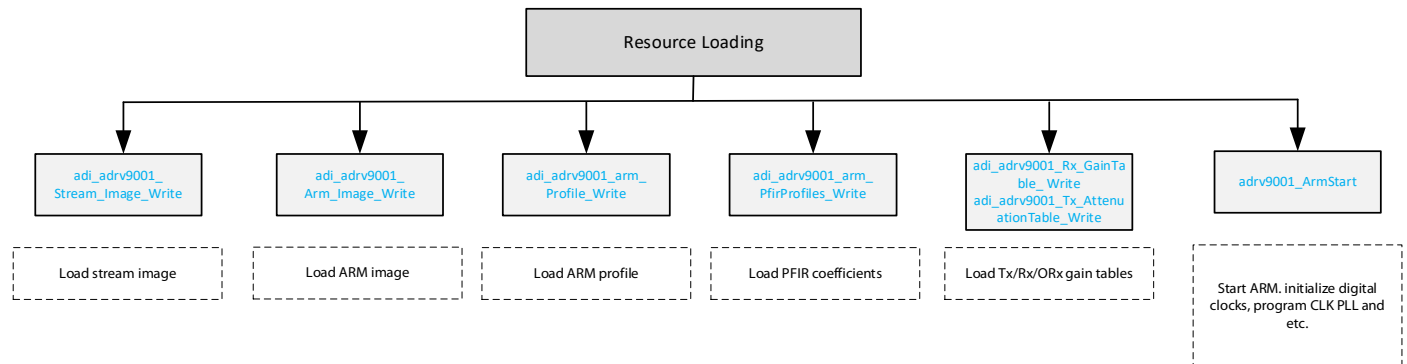 Resource Loading
adi_adrv9001_
Stream_Image_Write
adi_adrv9001_
Arm_Image_Write
adi_adrv9001_arm_
Profile_Write
adi_adrv9001_arm_
PfirProfiles_Write
adi_adrv9001_Rx_GainTa
ble_ Write
adi_adrv9001_Tx_Attenu
ationTable_Write
adrv9001_ArmStart
Load stream image
Load ARM image
Load ARM profile
Load PFIR coefficients
Load Tx/Rx/ORx gain tables
Start ARM. initialize digital
clocks, program CLK PLL and
etc.